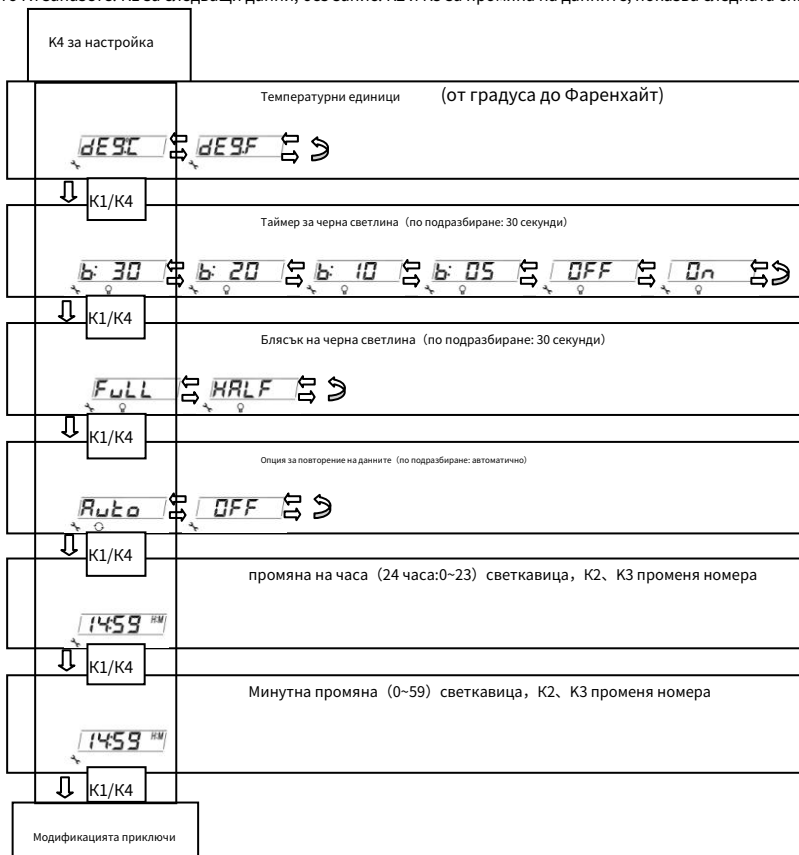 K4 за настройка
Температурни единици (от градуса до Фаренхайт)
dEG:C dEG.F
K1/K4
Таймер за черна светлина (по подразбиране: 30 секунди)
b: 30 b: 20 b: 10 b: 05 OFF On
K1/K4
Блясък на черна светлина (по подразбиране: 30 секунди)
FuLL HALF
K1/K4
Опция за повторение на данните (по подразбиране: автоматично)
Auto OFF
K1/K4
промяна на часа (24 часа:0~23) светкавица, K2、K3 променя номера
14:59 H:M
K1/K4
Минутна промяна (0~59) светкавица, K2、K3 променя номера
14:59 H:M
K1/K4
Модификацията приключи